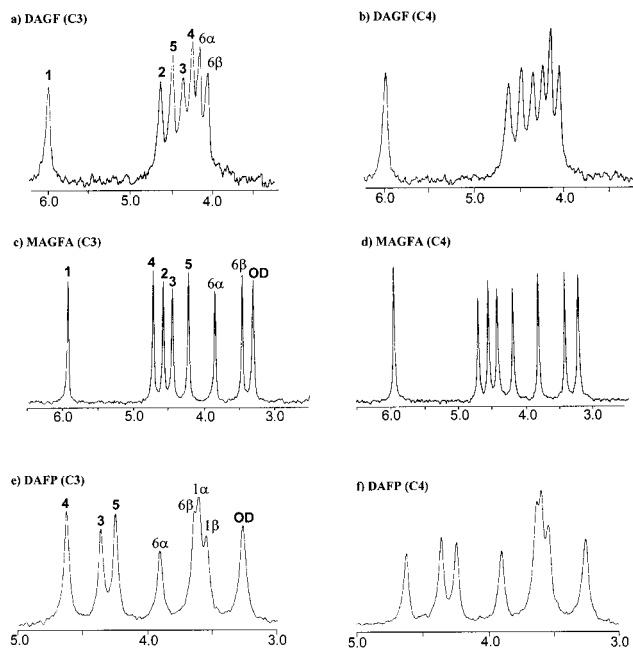 a) DAGF (C3)
b) DAGF (C4)
1
2
5
3
4
6α
6β
6.0 5.0 4.0
6.0 5.0 4.0
c) MAGFA (C3)
d) MAGFA (C4)
1
4
2
3
5
6α
6β
OD
6.0 5.0 4.0 3.0
6.0 5.0 4.0 3.0
e) DAFP (C3)
f) DAFP (C4)
4
3
5
6α
6β
1α
1β
OD
5.0 4.0 3.0
5.0 4.0 3.0